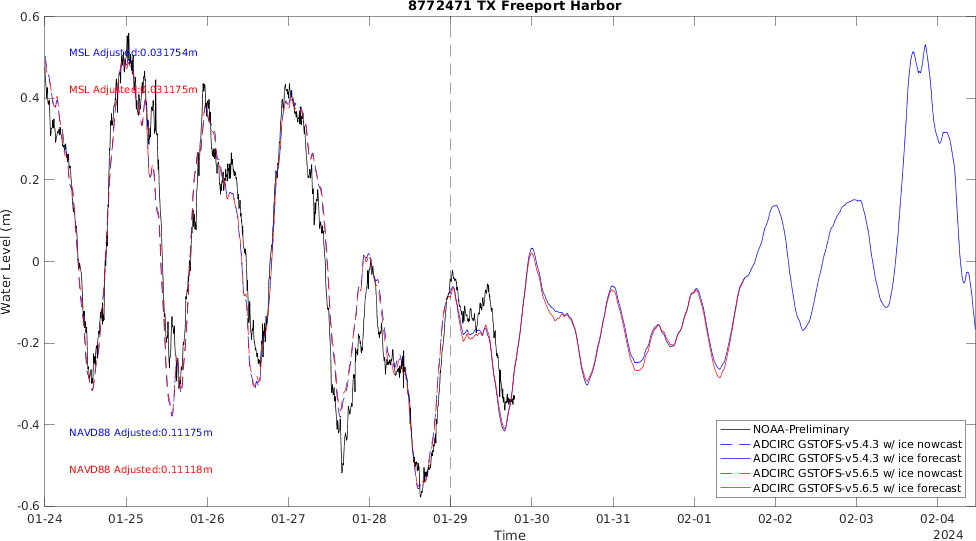 8772471 TX Freeport Harbor
0.6
0.4
0.2
0
-0.2
-0.4
-0.6
Water Level (m)
MSL Adjusted:0.031754m
MSL Adjusted:0.031175m
NAVD88 Adjusted:0.11175m
NAVD88 Adjusted:0.11118m
NOAA-Preliminary
ADCIRC GSTOFS-v5.4.3 w/ ice nowcast
ADCIRC GSTOFS-v5.4.3 w/ ice forecast
ADCIRC GSTOFS-v5.6.5 w/ ice nowcast
ADCIRC GSTOFS-v5.6.5 w/ ice forecast
01-24 01-25 01-26 01-27 01-28 01-29 01-30 01-31 02-01 02-02 02-03 02-04
Time
2024